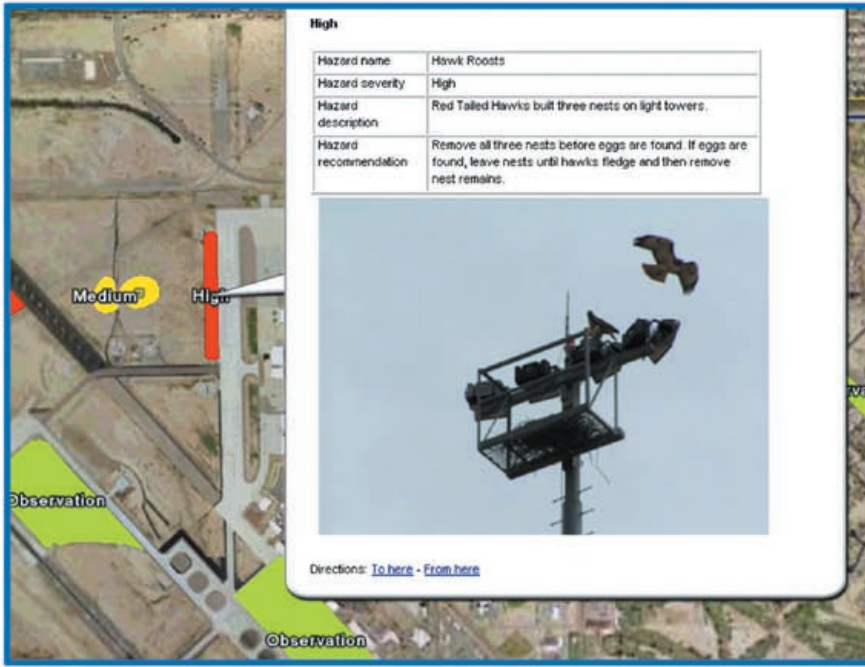 High
Hazard name Hawk Roosts
Hazard severity High
Hazard Red Tailed Hawks built three nests on light towers.
description
Hazard Remove all three nests before eggs are found. If eggs are
recommendation found, leave nests until hawks fledge and then remove
nest remains.
Medium
High
Observation
Observation
Directions: To here - From here